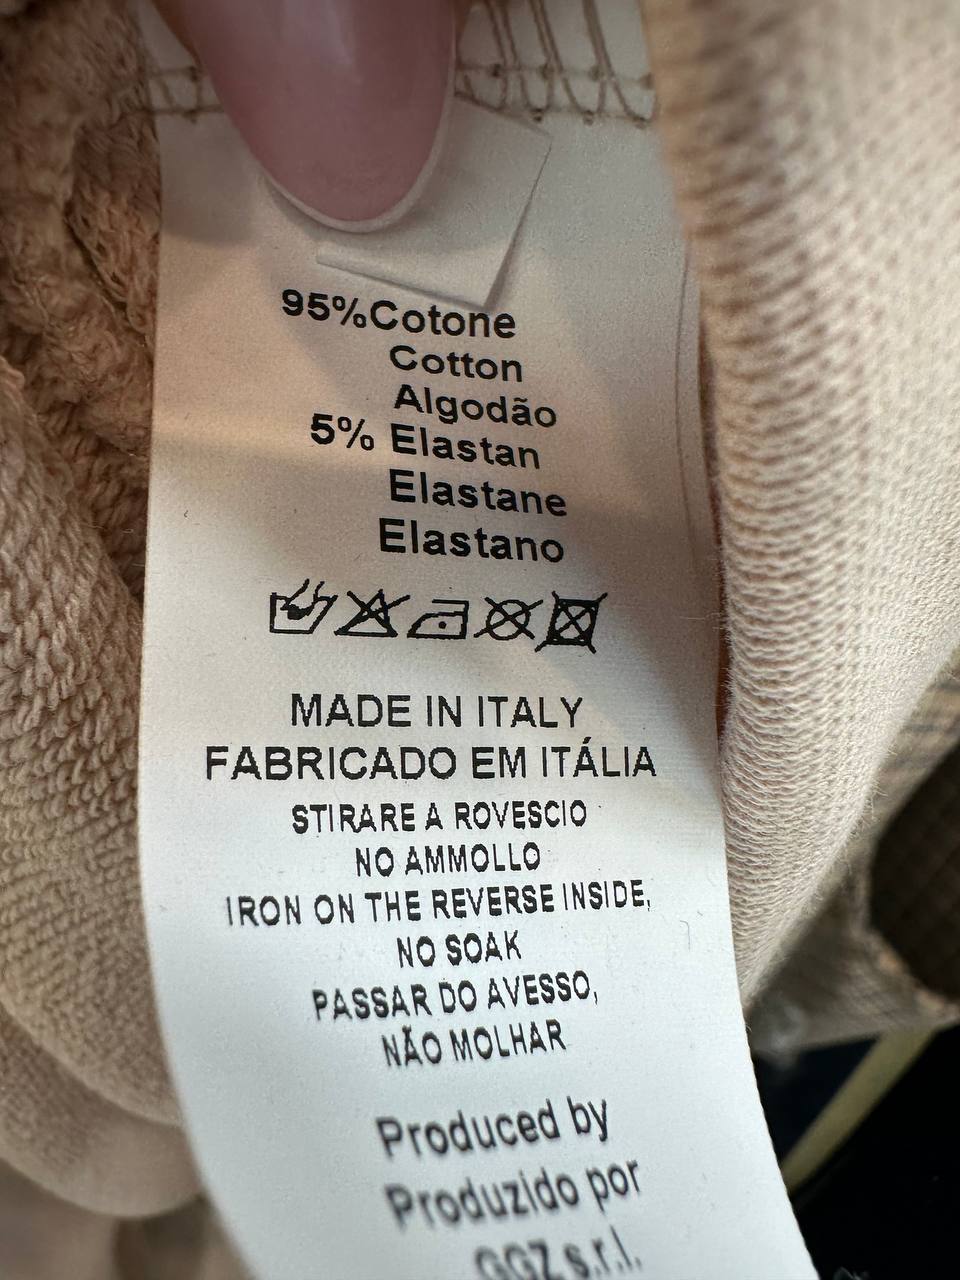 95%Cotone
Cotton
Algodão
5% Elastan
Elastane
Elastano
MADE IN ITALY
FABRICADO EM ITÁLIA
STIRARE A ROVESCIO
NO AMMOLLO
IRON ON THE REVERSE INSIDE,
NO SOAK
PASSAR DO AVESSO,
NÃO MOLHAR
Produced by
Produzido por
GGZ s.r.l.